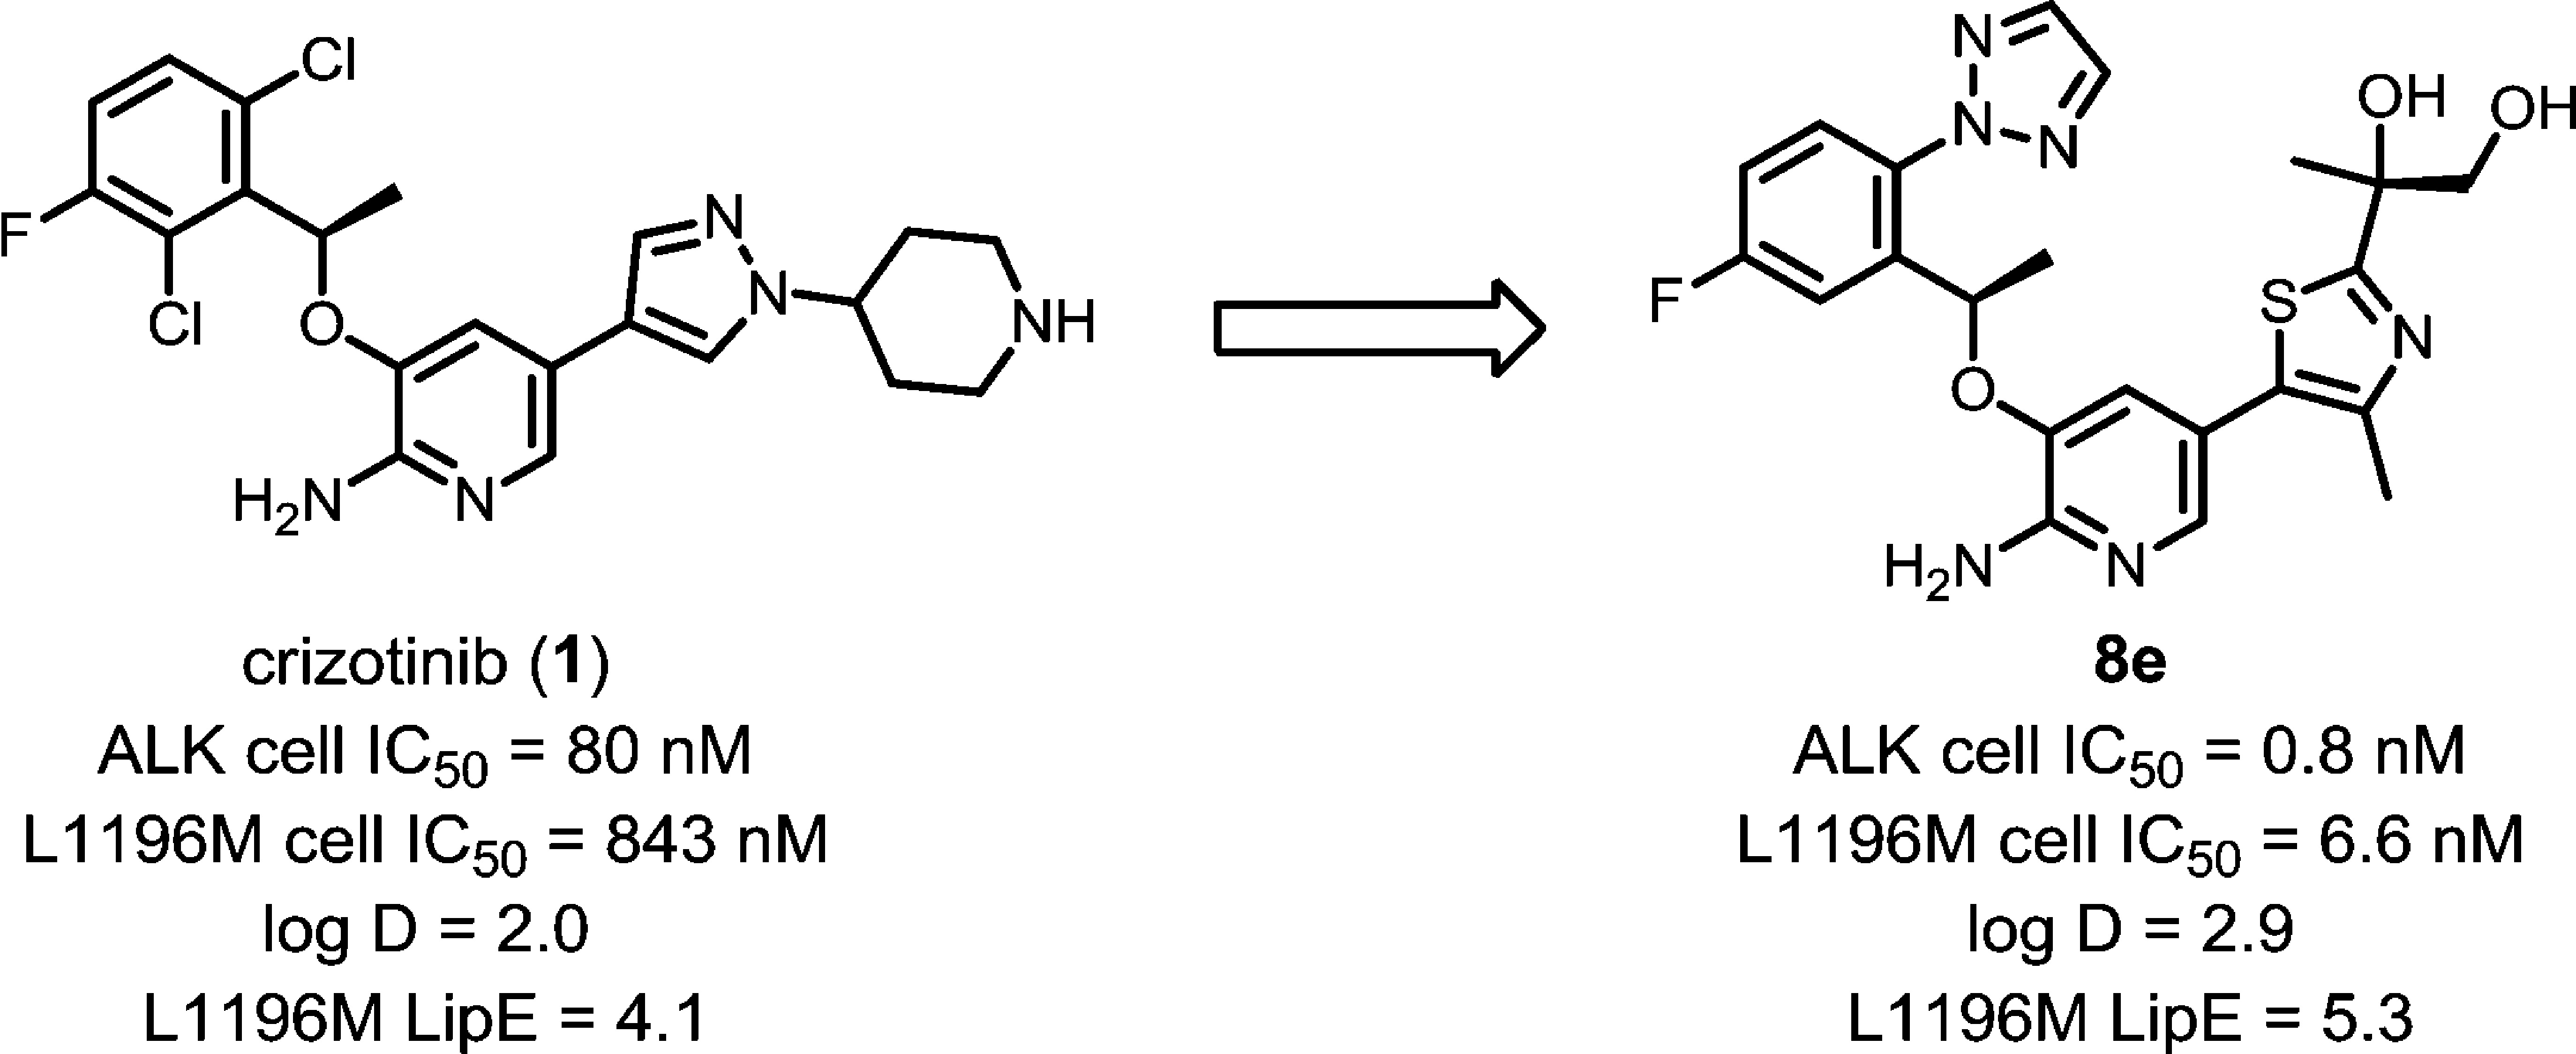 Cl
F
Cl
O
N
N
NH
H₂N
N
N
N
N
F
O
OH
OH
S
N
H₂N
N
crizotinib (1)
ALK cell IC₅₀ = 80 nM
L1196M cell IC₅₀ = 843 nM
log D = 2.0
L1196M LipE = 4.1
8e
ALK cell IC₅₀ = 0.8 nM
L1196M cell IC₅₀ = 6.6 nM
log D = 2.9
L1196M LipE = 5.3